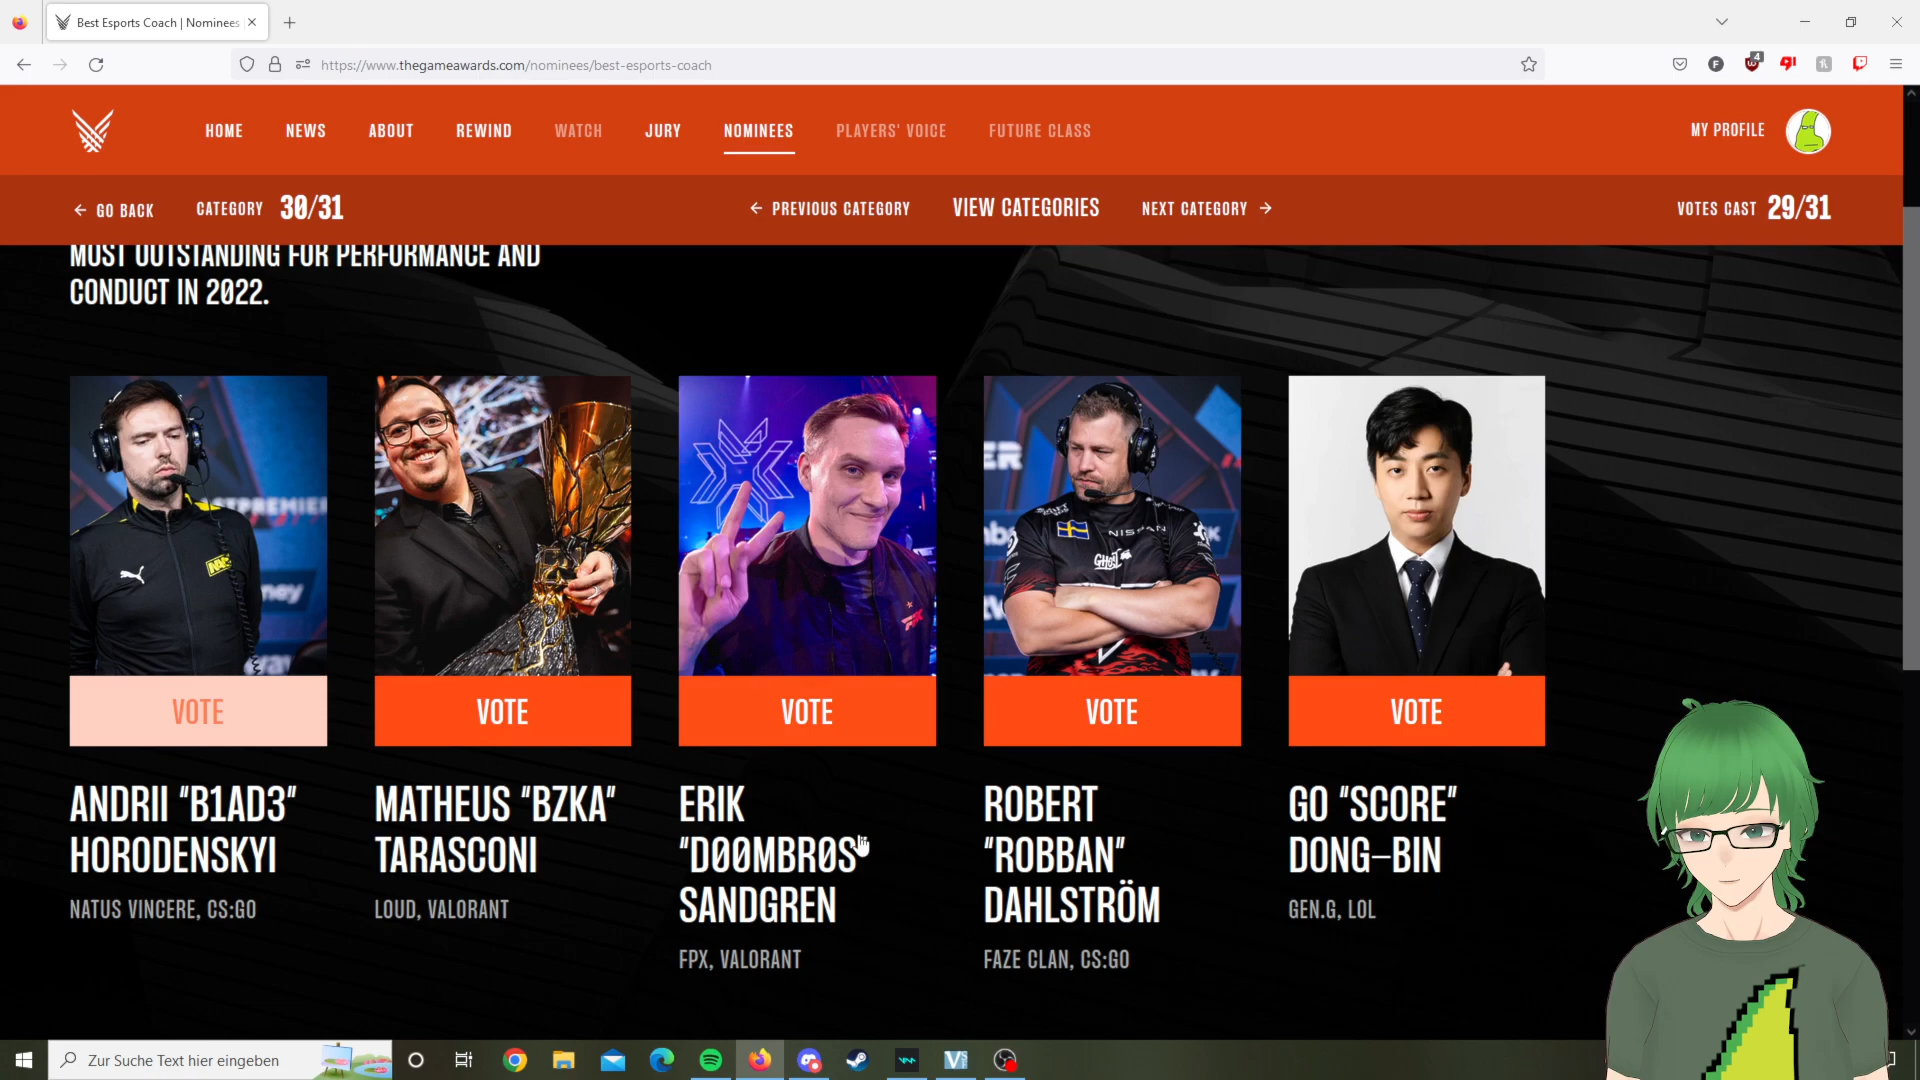 Best Esports Coach | Nominees
4
https://www.thegameawards.com/nominees/best-esports-coach
HOME
NEWS
ABOUT
REWIND
WATCH
JURY
NOMINEES
PLAYERS' VOICE
FUTURE CLASS
MY PROFILE
GO BACK
CATEGORY 30/31
PREVIOUS CATEGORY
VIEW CATEGORIES
NEXT CATEGORY
VOTES CAST 29/31
MOST OUTSTANDING FOR PERFORMANCE AND
CONDUCT IN 2022.
VOTE
VOTE
VOTE
VOTE
VOTE
ANDRII "B1AD3"
HORODENSKYI
NATUS VINCERE, CS:GO
MATHEUS "BZKA"
TARASCONI
LOUD, VALORANT
ERIK
"D00MBR0S"
SANDGREN
FPX, VALORANT
ROBERT
"ROBBAN"
DAHLSTRÖM
FAZE CLAN, CS:GO
GO "SCORE"
DONG-BIN
GEN.G, LOL
Zur Suche Text hier eingeben